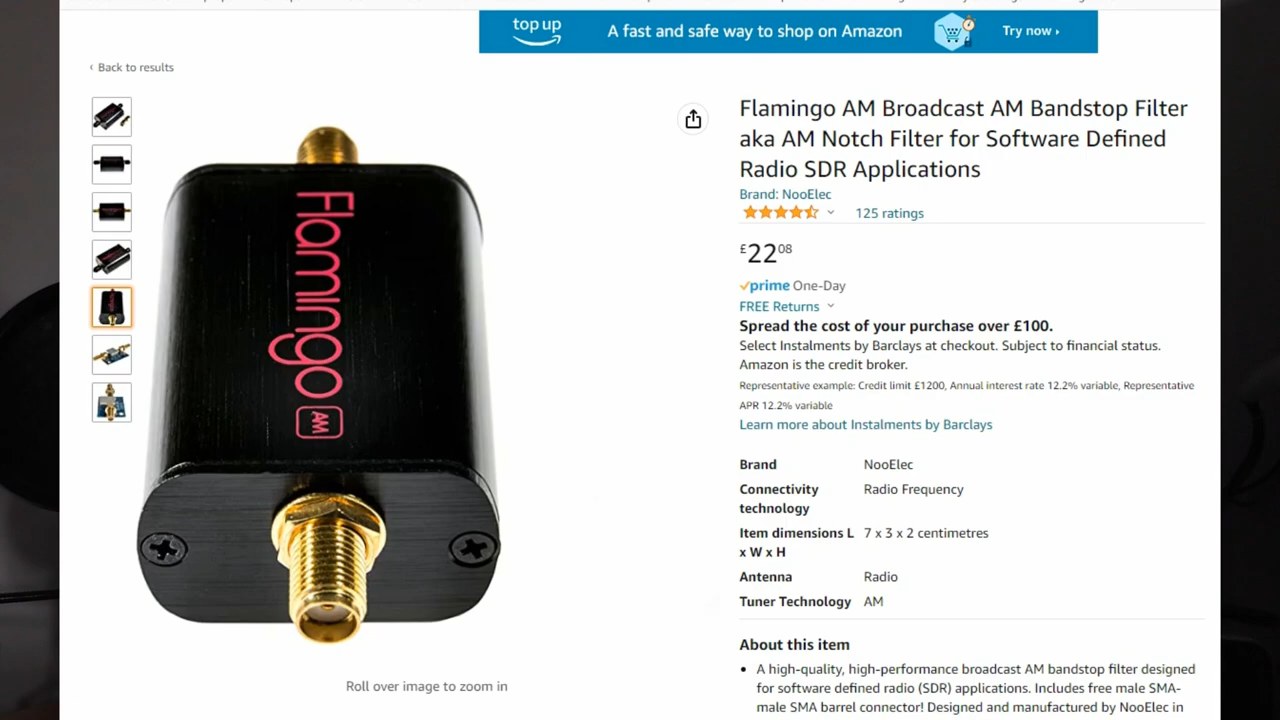 top up
A fast and safe way to shop on Amazon
Try now ›
‹ Back to results
Flamingo AM Broadcast AM Bandstop Filter
aka AM Notch Filter for Software Defined
Radio SDR Applications
Brand: NooElec
125 ratings
£22 08
prime One-Day
FREE Returns
Spread the cost of your purchase over £100.
Select Instalments by Barclays at checkout. Subject to financial status.
Amazon is the credit broker.
Representative example: Credit limit £1200, Annual interest rate 12.2% variable, Representative
APR 12.2% variable
Learn more about Instalments by Barclays
Brand NooElec
Connectivity Radio Frequency
technology
Item dimensions L 7 x 3 x 2 centimetres
x W x H
Antenna Radio
Tuner Technology AM
About this item
• A high-quality, high-performance broadcast AM bandstop filter designed
for software defined radio (SDR) applications. Includes free male SMA-
male SMA barrel connector! Designed and manufactured by NooElec in
Flamingo
AM
Roll over image to zoom in